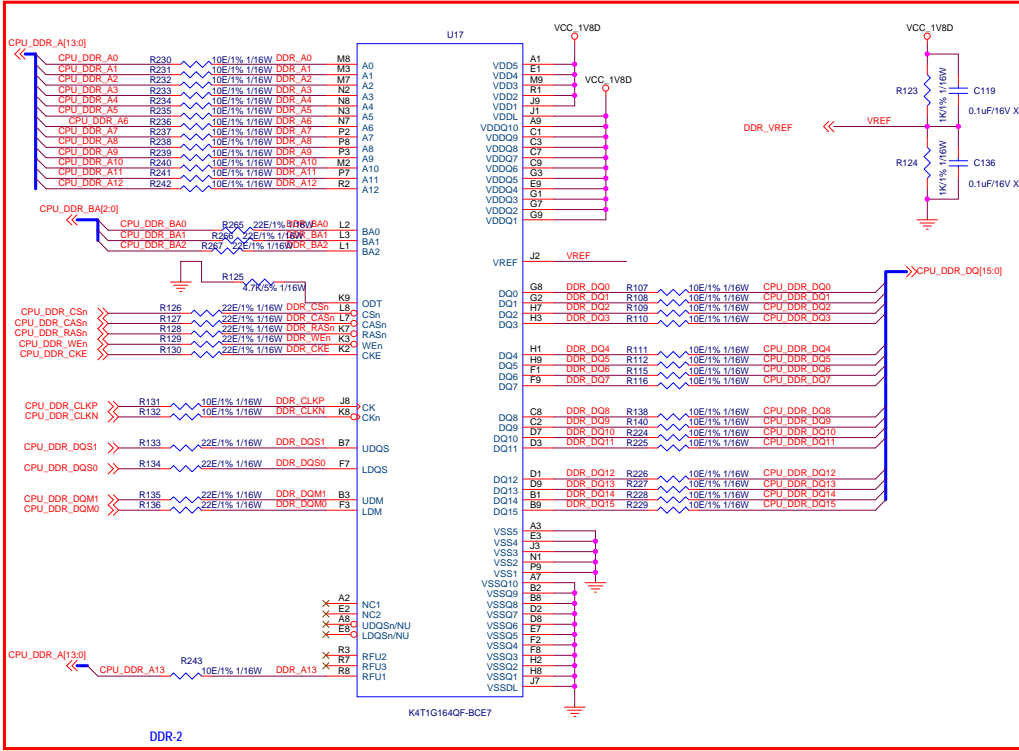 U17
CPU_DDR_A[13:0]
CPU_DDR_A0 R230 10E/1% 1/16W DDR_A0 M8 A0
CPU_DDR_A1 R231 10E/1% 1/16W DDR_A1 M3 A1
CPU_DDR_A2 R232 10E/1% 1/16W DDR_A2 M7 A2
CPU_DDR_A3 R233 10E/1% 1/16W DDR_A3 N2 A3
CPU_DDR_A4 R234 10E/1% 1/16W DDR_A4 N8 A4
CPU_DDR_A5 R235 10E/1% 1/16W DDR_A5 N3 A5
CPU_DDR_A6 R236 10E/1% 1/16W DDR_A6 N7 A6
CPU_DDR_A7 R237 10E/1% 1/16W DDR_A7 P2 A7
CPU_DDR_A8 R238 10E/1% 1/16W DDR_A8 P8 A8
CPU_DDR_A9 R239 10E/1% 1/16W DDR_A9 P3 A9
CPU_DDR_A10 R240 10E/1% 1/16W DDR_A10 M2 A10
CPU_DDR_A11 R241 10E/1% 1/16W DDR_A11 P7 A11
CPU_DDR_A12 R242 10E/1% 1/16W DDR_A12 R2 A12
CPU_DDR_BA[2:0]
CPU_DDR_BA0 R265 22E/1% 1/16W DDR_BA0 L2 BA0
CPU_DDR_BA1 R266 22E/1% 1/16W DDR_BA1 L3 BA1
CPU_DDR_BA2 R267 22E/1% 1/16W DDR_BA2 L1 BA2
R125
4.7K/5% 1/16W
K9 ODT
CPU_DDR_CSn R126 22E/1% 1/16W DDR_CSn L8 CSn
CPU_DDR_CASn R127 22E/1% 1/16W DDR_CASn L7 CASn
CPU_DDR_RASn R128 22E/1% 1/16W DDR_RASn K7 RASn
CPU_DDR_WEn R129 22E/1% 1/16W DDR_WEn K3 WEn
CPU_DDR_CKE R130 22E/1% 1/16W DDR_CKE K2 CKE
CPU_DDR_CLKP R131 10E/1% 1/16W DDR_CLKP J8 CK
CPU_DDR_CLKN R132 10E/1% 1/16W DDR_CLKN K8 CKn
CPU_DDR_DQS1 R133 22E/1% 1/16W DDR_DQS1 B7 UDQS
CPU_DDR_DQS0 R134 22E/1% 1/16W DDR_DQS0 F7 LDQS
CPU_DDR_DQM1 R135 22E/1% 1/16W DDR_DQM1 B3 UDM
CPU_DDR_DQM0 R136 22E/1% 1/16W DDR_DQM0 F3 LDM
A2 NC1
E2 NC2
A8 UDQSn/NU
E8 LDQSn/NU
R3 RFU2
R7 RFU3
CPU_DDR_A[13:0]
CPU_DDR_A13 R243 10E/1% 1/16W DDR_A13 R8 RFU1
VCC_1V8D
VDD5 A1
VDD4 E1
VDD3 M9
VDD2 R1
VDD1 J9
VCC_1V8D
VDDL J1
VDDQ10 A9
VDDQ9 C1
VDDQ8 C3
VDDQ7 C7
VDDQ6 C9
VDDQ5 G3
VDDQ4 E9
VDDQ3 G1
VDDQ2 G7
VDQ1 G9
VREF J2 VREF
DQ0 G8 DDR_DQ0 R107 10E/1% 1/16W CPU_DDR_DQ0
DQ1 G2 DDR_DQ1 R108 10E/1% 1/16W CPU_DDR_DQ1
DQ2 H7 DDR_DQ2 R109 10E/1% 1/16W CPU_DDR_DQ2
DQ3 H3 DDR_DQ3 R110 10E/1% 1/16W CPU_DDR_DQ3
DQ4 H1 DDR_DQ4 R111 10E/1% 1/16W CPU_DDR_DQ4
DQ5 H9 DDR_DQ5 R112 10E/1% 1/16W CPU_DDR_DQ5
DQ6 F1 DDR_DQ6 R115 10E/1% 1/16W CPU_DDR_DQ6
DQ7 F9 DDR_DQ7 R116 10E/1% 1/16W CPU_DDR_DQ7
DQ8 C8 DDR_DQ8 R138 10E/1% 1/16W CPU_DDR_DQ8
DQ9 C2 DDR_DQ9 R140 10E/1% 1/16W CPU_DDR_DQ9
DQ10 D7 DDR_DQ10 R224 10E/1% 1/16W CPU_DDR_DQ10
DQ11 D3 DDR_DQ11 R225 10E/1% 1/16W CPU_DDR_DQ11
DQ12 D1 DDR_DQ12 R226 10E/1% 1/16W CPU_DDR_DQ12
DQ13 D9 DDR_DQ13 R227 10E/1% 1/16W CPU_DDR_DQ13
DQ14 B1 DDR_DQ14 R228 10E/1% 1/16W CPU_DDR_DQ14
DQ15 B9 DDR_DQ15 R229 10E/1% 1/16W CPU_DDR_DQ15
CPU_DDR_DQ[15:0]
VSS5 A3
VSS4 E3
VSS3 J3
VSS2 N1
VSS1 P9
VSSQ10 A7
VSSQ9 B2
VSSQ8 B8
VSSQ7 D2
VSSQ6 D8
VSSQ5 E7
VSSQ4 F2
VSSQ3 F8
VSSQ2 H2
VSSQ1 H8
VSSDL J7
VCC_1V8D
R123
1K/1% 1/16W
C119
0.1uF/16V X
DDR_VREF VREF
R124
1K/1% 1/16W
C136
0.1uF/16V X
K4T1G164QF-BCE7
DDR-2